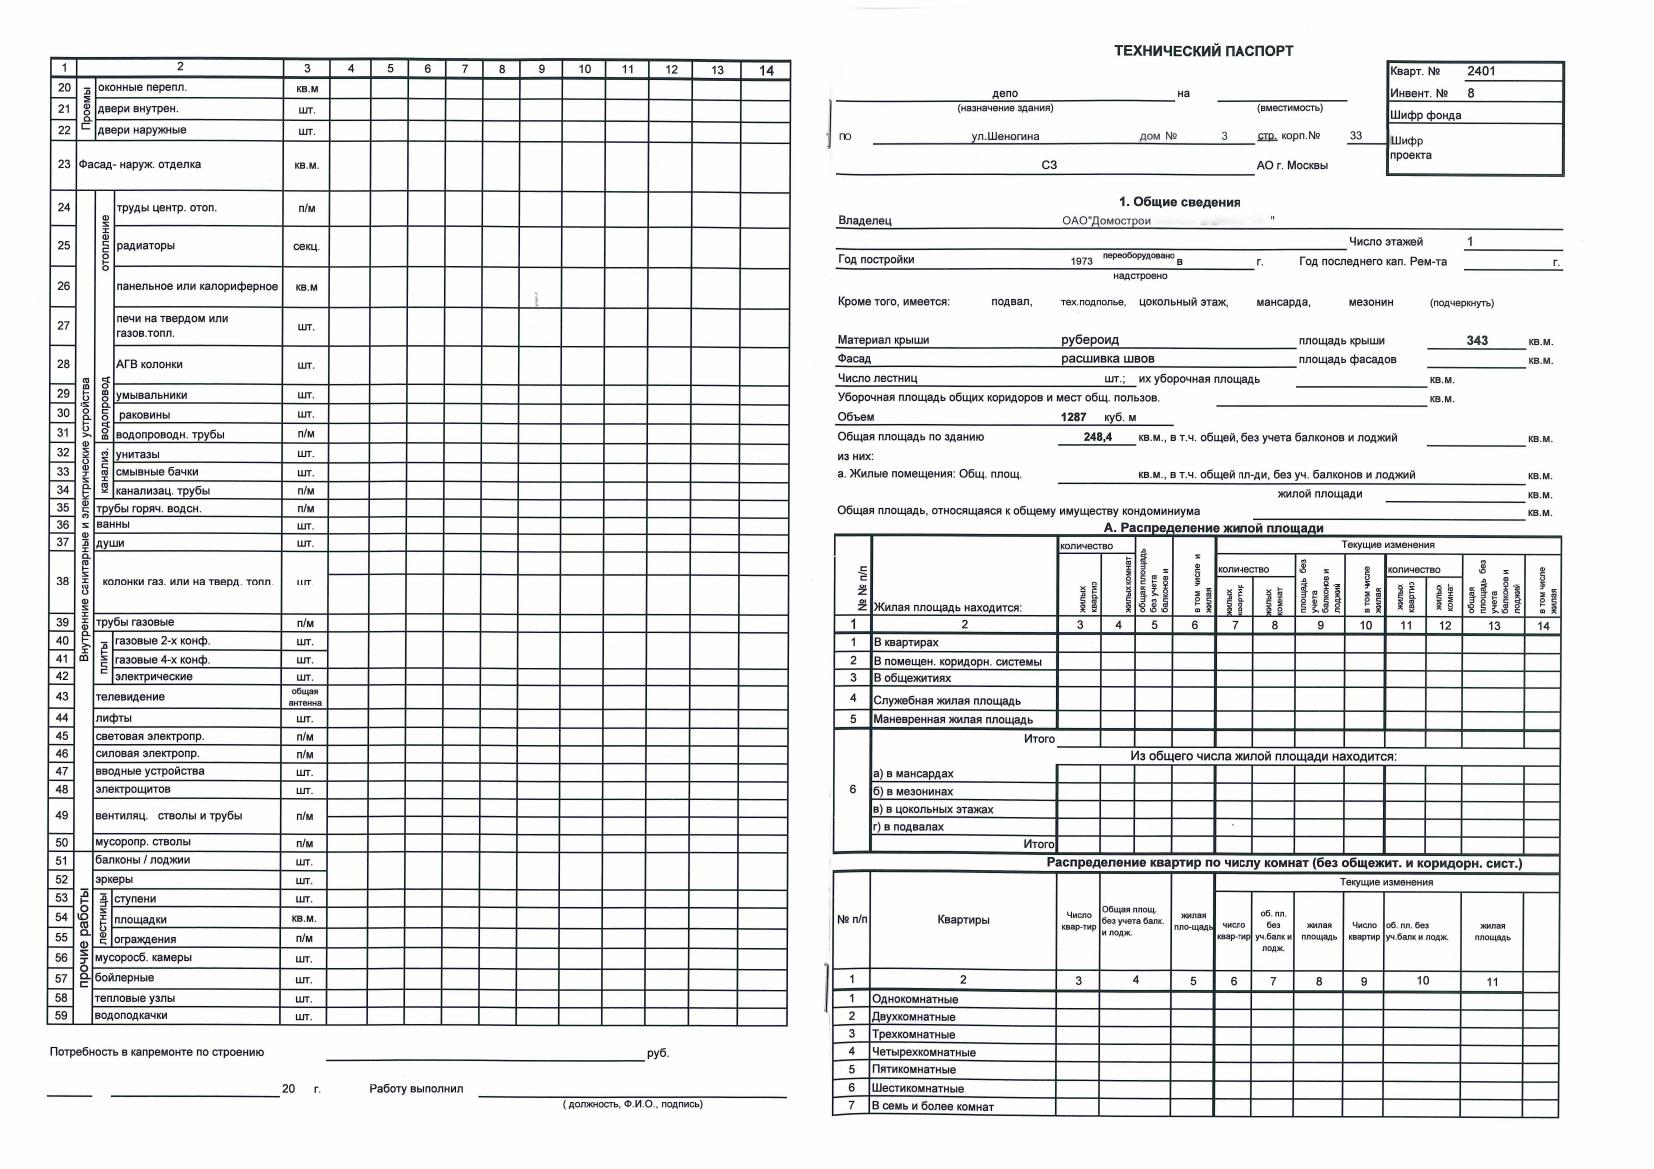 1 2 3 4 5 6 7 8 9 10 11 12 13 14
Проемы
20 оконные перепл. кв.м
21 двери внутрен. шт.
22 двери наружные шт.
23 Фасад- наруж. отделка кв.м.
Внутренние санитарные и электрические устройства
отопление
24 труды центр. отоп. п/м
25 радиаторы секц.
26 панельное или калориферное кв.м
27 печи на твердом или
газов.топл. шт.
28 АГВ колонки шт.
водопровод
29 умывальники шт.
30 раковины шт.
31 водопроводн. трубы п/м
канализ.
32 унитазы шт.
33 смывные бачки шт.
34 канализац. трубы п/м
35 трубы горяч. водсн. п/м
36 ванны шт.
37 души шт.
38 колонки газ. или на тверд. топл. шт.
39 трубы газовые п/м
плиты
40 газовые 2-х конф. шт.
41 газовые 4-х конф. шт.
42 электрические шт.
43 телевидение общая
антенна
44 лифты шт.
45 световая электропр. п/м
46 силовая электропр. п/м
47 вводные устройства шт.
48 электрощитов шт.
49 вентиляц. стволы и трубы п/м
50 мусоропр. стволы п/м
прочие работы
51 балконы / лоджии шт.
52 эркеры шт.
лестницы
53 ступени шт.
54 площадки кв.м.
55 ограждения п/м
56 мусоросб. камеры шт.
57 бойлерные шт.
58 тепловые узлы шт.
59 водоподкачки шт.
Потребность в капремонте по строению руб.
20 г. Работу выполнил
( должность, Ф.И.О., подпись)
ТЕХНИЧЕСКИЙ ПАСПОРТ
Кварт. № 2401
Инвент. № 8
Шифр фонда
Шифр
проекта
депо на
(назначение здания) (вместимость)
по ул.Шеногина дом № 3 стр. корп.№ 33
СЗ АО г. Москвы
1. Общие сведения
Владелец ОАО"Домострои "
Число этажей 1
Год постройки 1973 переоборудовано в г. Год последнего кап. Рем-та г.
надстроено
Кроме того, имеется: подвал, тех.подполье, цокольный этаж, мансарда, мезонин (подчеркнуть)
Материал крыши рубероид площадь крыши 343 кв.м.
Фасад расшивка швов площадь фасадов кв.м.
Число лестниц шт.; их уборочная площадь кв.м.
Уборочная площадь общих коридоров и мест общ. пользов. кв.м.
Объем 1287 куб. м
Общая площадь по зданию 248,4 кв.м., в т.ч. общей, без учета балконов и лоджий кв.м.
из них:
а. Жилые помещения: Общ. площ. кв.м., в т.ч. общей пл-ди, без уч. балконов и лоджий кв.м.
жилой площади кв.м.
Общая площадь, относящаяся к общему имуществу кондоминиума кв.м.
А. Распределение жилой площади
№ № п/п
Жилая площадь находится:
количество
жилых квартир
жилых комнат
общая площадь без учета балконов и
в том числе и жилая
Текущие изменения
количество
жилых квартир
жилых комнат
площадь без учета балконов и лоджий
в том числе жилая
количество
жилых квартир
жилых комнат
общая площадь без учета балконов и лоджий
в том числе жилая
1 2 3 4 5 6 7 8 9 10 11 12 13 14
1 В квартирах
2 В помещен. коридорн. системы
3 В общежитиях
4 Служебная жилая площадь
5 Маневренная жилая площадь
Итого
Из общего числа жилой площади находится:
6
а) в мансардах
б) в мезонинах
в) в цокольных этажах
г) в подвалах
Итого
Распределение квартир по числу комнат (без общежит. и коридорн. сист.)
Текущие изменения
№ п/п
Квартиры
Число
квар-тир
Общая площ.
без учета балк.
и лодж.
жилая
пло-щадь
число
квар-тир
об. пл.
без
уч.балк и
лодж.
жилая
площадь
Число
квартир
об. пл. без
уч.балк и лодж.
жилая
площадь
1 2 3 4 5 6 7 8 9 10 11
1 Однокомнатные
2 Двухкомнатные
3 Трехкомнатные
4 Четырехкомнатные
5 Пятикомнатные
6 Шестикомнатные
7 В семь и более комнат